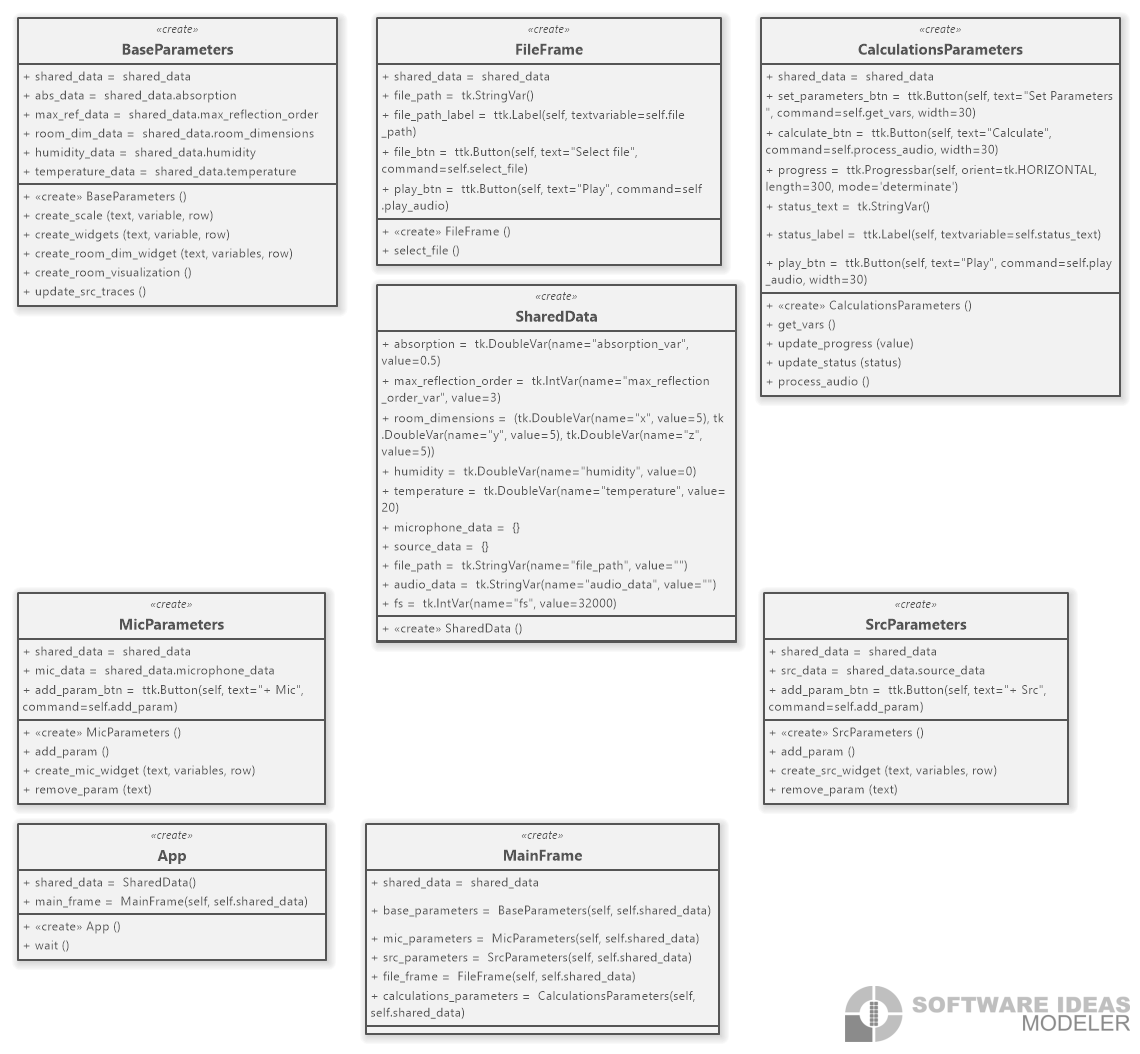 «create»
BaseParameters
+ shared_data = shared_data
+ abs_data = shared_data.absorption
+ max_ref_data = shared_data.max_reflection_order
+ room_dim_data = shared_data.room_dimensions
+ humidity_data = shared_data.humidity
+ temperature_data = shared_data.temperature
+ «create» BaseParameters ()
+ create_scale (text, variable, row)
+ create_widgets (text, variable, row)
+ create_room_dim_widget (text, variables, row)
+ create_room_visualization ()
+ update_src_traces ()
«create»
FileFrame
+ shared_data = shared_data
+ file_path = tk.StringVar()
+ file_path_label = ttk.Label(self, textvariable=self.file
_path)
+ file_btn = ttk.Button(self, text="Select file",
command=self.select_file)
+ play_btn = ttk.Button(self, text="Play", command=self
.play_audio)
+ «create» FileFrame ()
+ select_file ()
«create»
CalculationsParameters
+ shared_data = shared_data
+ set_parameters_btn = ttk.Button(self, text="Set Parameters
", command=self.get_vars, width=30)
+ calculate_btn = ttk.Button(self, text="Calculate",
command=self.process_audio, width=30)
+ progress = ttk.Progressbar(self, orient=tk.HORIZONTAL,
length=300, mode='determinate')
+ status_text = tk.StringVar()
+ status_label = ttk.Label(self, textvariable=self.status_text)
+ play_btn = ttk.Button(self, text="Play", command=self.play
_audio, width=30)
+ «create» CalculationsParameters ()
+ get_vars ()
+ update_progress (value)
+ update_status (status)
+ process_audio ()
«create»
SharedData
+ absorption = tk.DoubleVar(name="absorption_var",
value=0.5)
+ max_reflection_order = tk.IntVar(name="max_reflection
_order_var", value=3)
+ room_dimensions = (tk.DoubleVar(name="x", value=5), tk
.DoubleVar(name="y", value=5), tk.DoubleVar(name="z",
value=5))
+ humidity = tk.DoubleVar(name="humidity", value=0)
+ temperature = tk.DoubleVar(name="temperature", value=
20)
+ microphone_data = {}
+ source_data = {}
+ file_path = tk.StringVar(name="file_path", value="")
+ audio_data = tk.StringVar(name="audio_data", value="")
+ fs = tk.IntVar(name="fs", value=32000)
+ «create» SharedData ()
«create»
MicParameters
+ shared_data = shared_data
+ mic_data = shared_data.microphone_data
+ add_param_btn = ttk.Button(self, text="+ Mic",
command=self.add_param)
+ «create» MicParameters ()
+ add_param ()
+ create_mic_widget (text, variables, row)
+ remove_param (text)
«create»
SrcParameters
+ shared_data = shared_data
+ src_data = shared_data.source_data
+ add_param_btn = ttk.Button(self, text="+ Src",
command=self.add_param)
+ «create» SrcParameters ()
+ add_param ()
+ create_src_widget (text, variables, row)
+ remove_param (text)
«create»
App
+ shared_data = SharedData()
+ main_frame = MainFrame(self, self.shared_data)
+ «create» App ()
+ wait ()
«create»
MainFrame
+ shared_data = shared_data
+ base_parameters = BaseParameters(self, self.shared_data)
+ mic_parameters = MicParameters(self, self.shared_data)
+ src_parameters = SrcParameters(self, self.shared_data)
+ file_frame = FileFrame(self, self.shared_data)
+ calculations_parameters = CalculationsParameters(self,
self.shared_data)
SOFTWARE IDEAS
MODELER